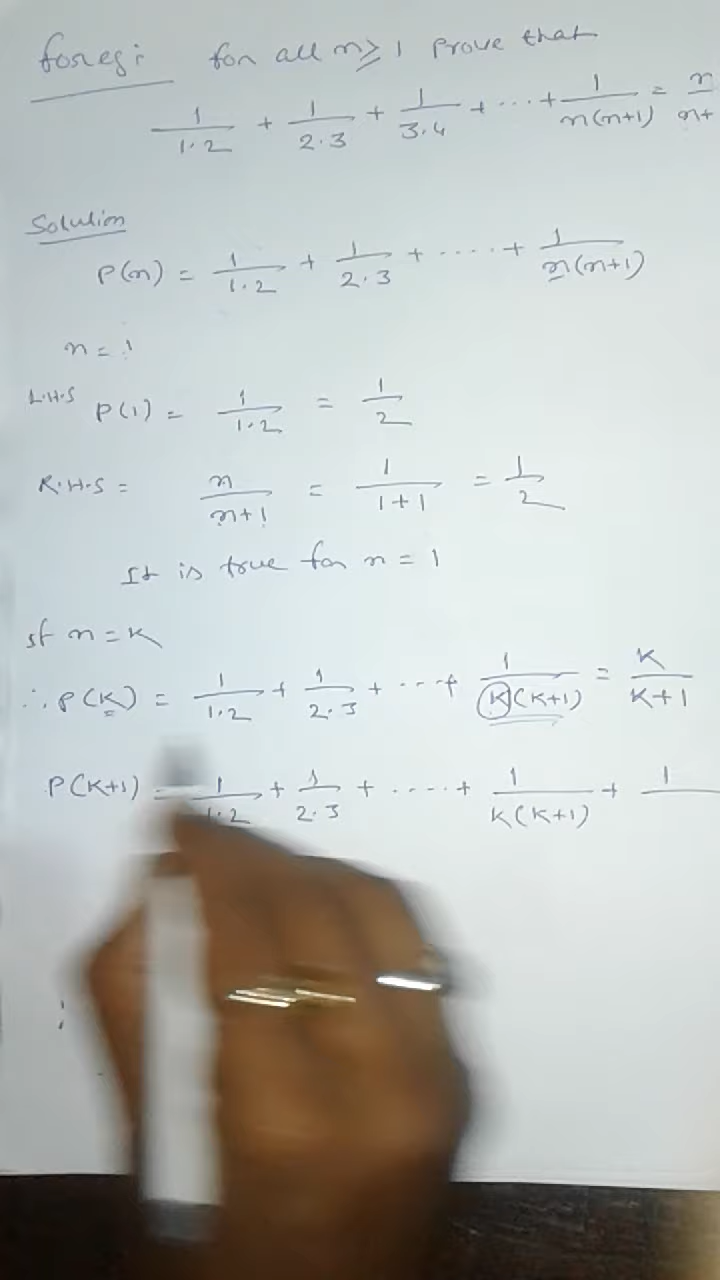 for eg: for all n ≥ 1 prove that
1/1.2 + 1/2.3 + 1/3.4 + ... + 1/n(n+1) = n/n+
Solution
P(n) = 1/1.2 + 1/2.3 + .... + 1/n(n+1)
n = 1
L.H.S P(1) = 1/1.2 = 1/2
R.H.S = n/n+1 = 1/1+1 = 1/2
It is true for n = 1
If n = K
∴ P(K) = 1/1.2 + 1/2.3 + ... + 1/K(K+1) = K/K+1
P(K+1) = 1/1.2 + 1/2.3 + .... + 1/K(K+1) + 1/